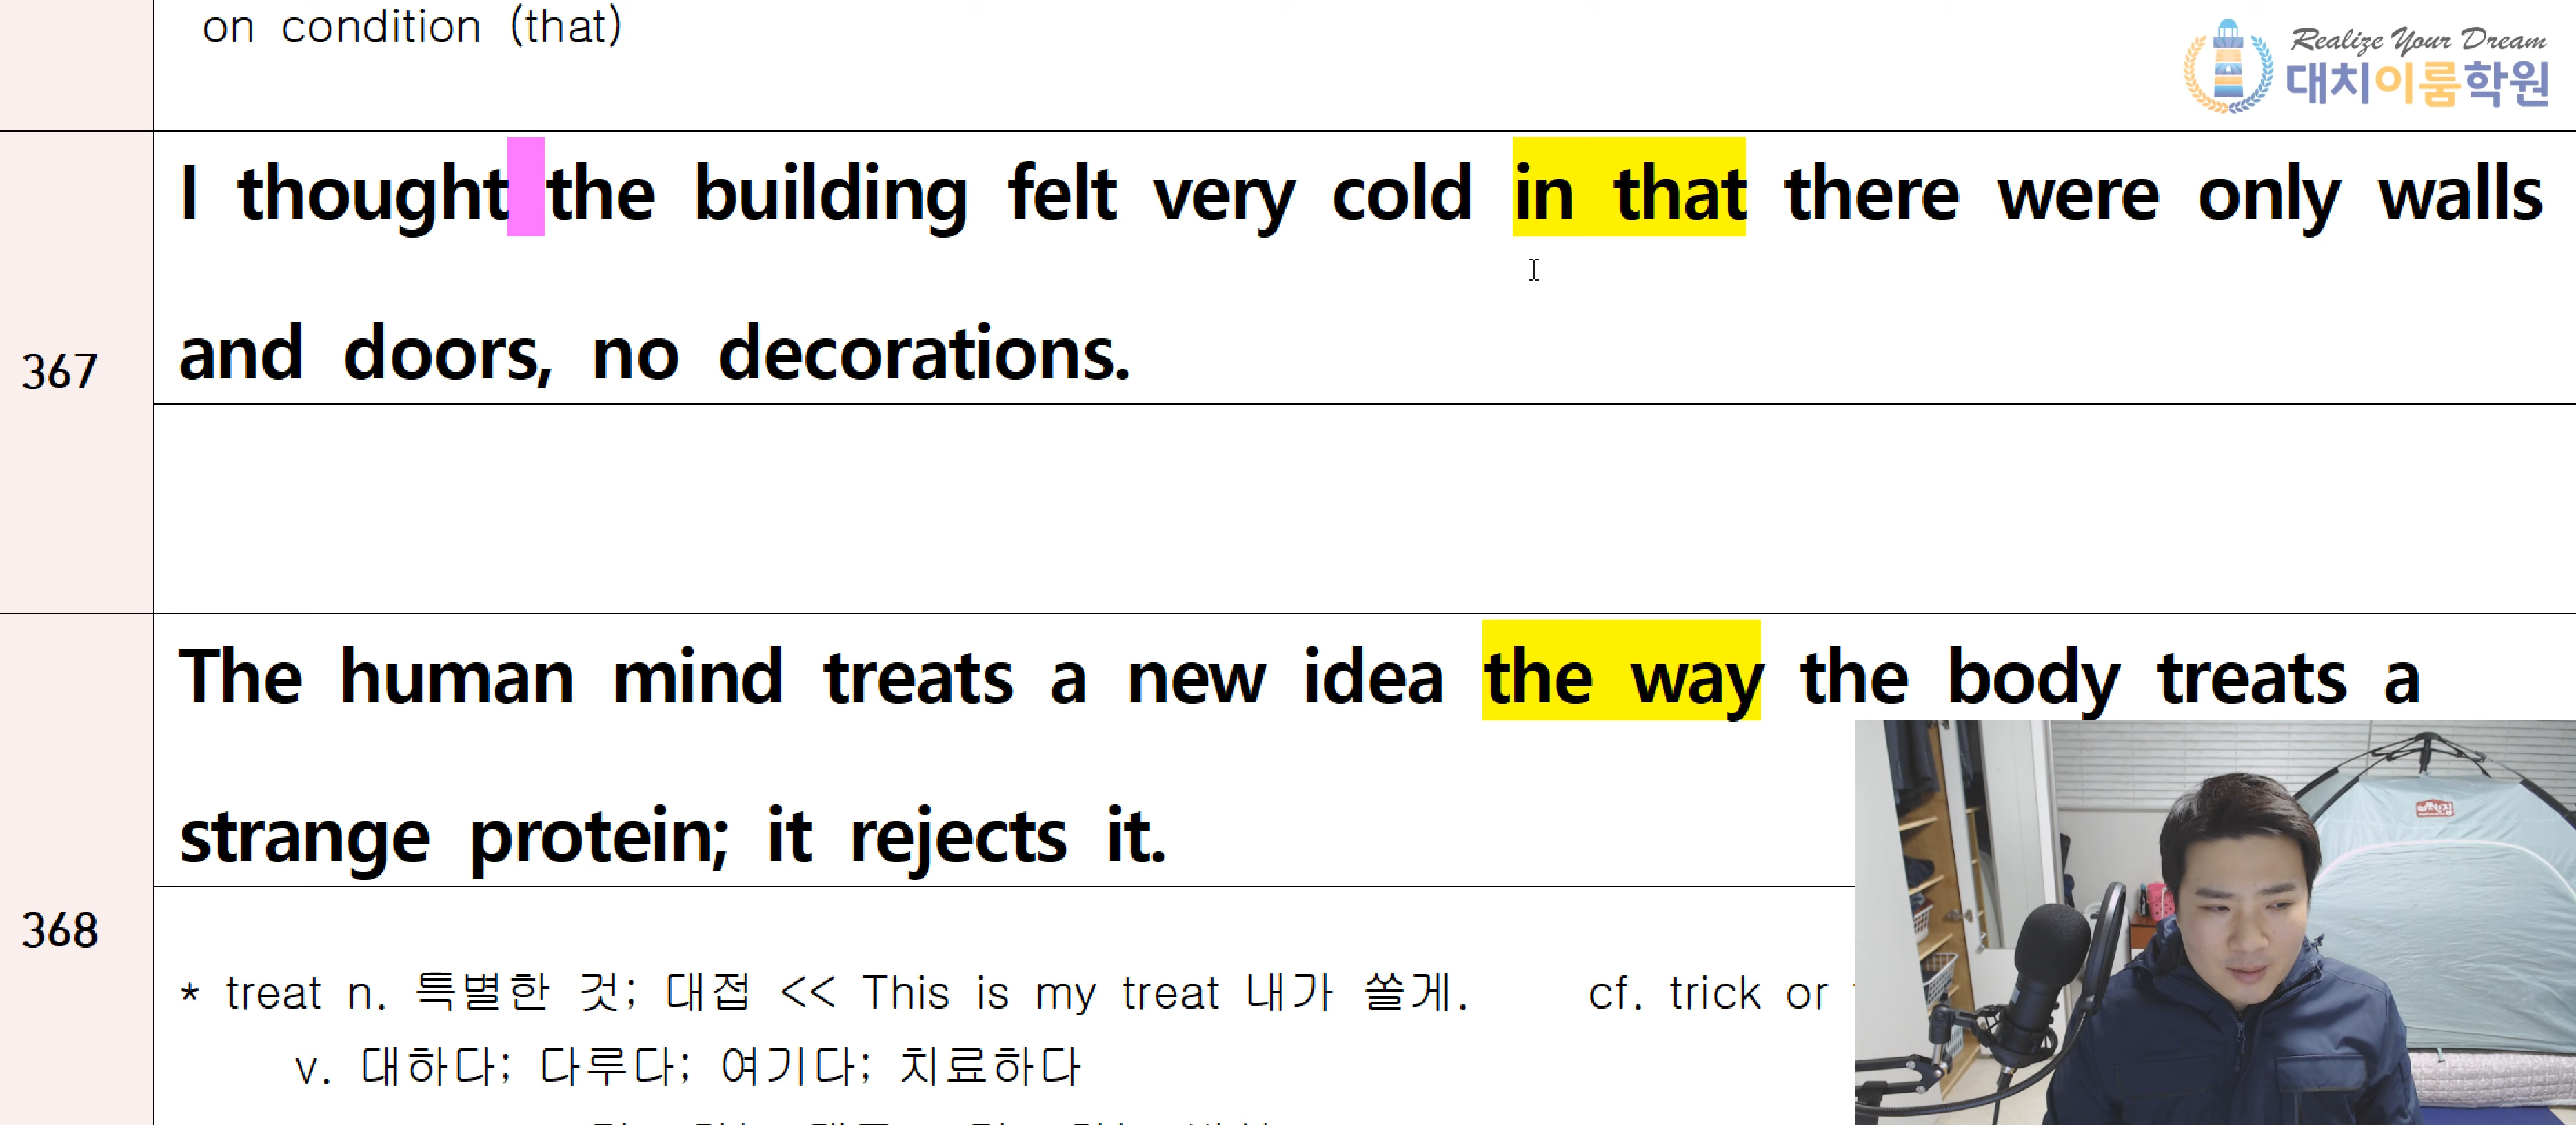 on condition (that)
Realize Your Dream
대치이룸학원
I thought the building felt very cold in that there were only walls
and doors, no decorations.
367
The human mind treats a new idea the way the body treats a
strange protein; it rejects it.
368
* treat n. 특별한 것; 대접 << This is my treat 내가 쏠게. cf. trick or
v. 대하다; 다루다; 여기다; 치료하다